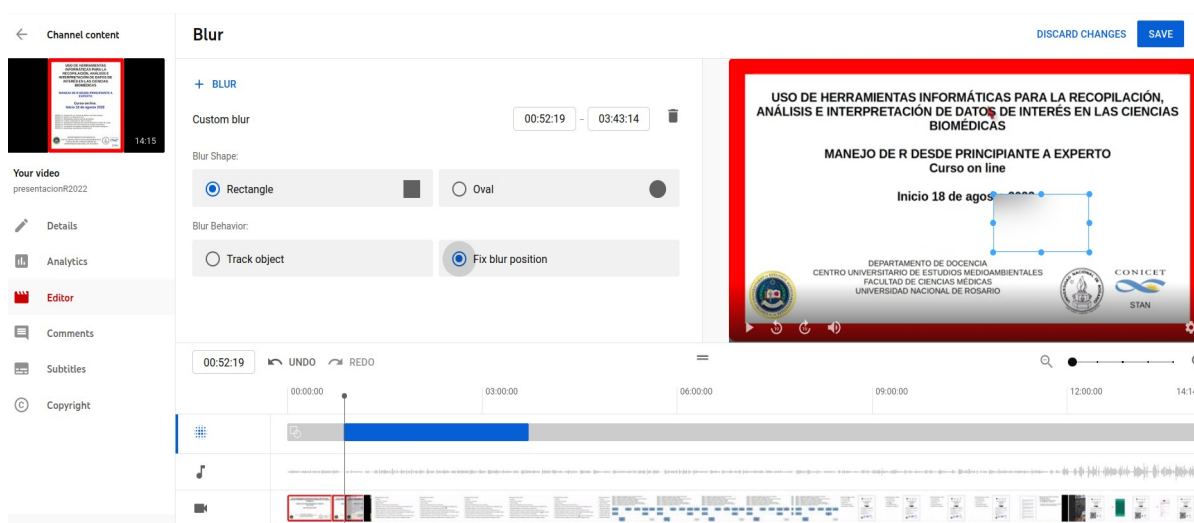 Channel content
Blur
DISCARD CHANGES
SAVE
14:15
Your video
presentacionR2022
Details
Analytics
Editor
Comments
Subtitles
Copyright
+ BLUR
Custom blur
00:52:19 - 03:43:14
Blur Shape:
Rectangle
Oval
Blur Behavior:
Track object
Fix blur position
USO DE HERRAMIENTAS INFORMÁTICAS PARA LA RECOPILACIÓN,
ANÁLISIS E INTERPRETACIÓN DE DATOS DE INTERÉS EN LAS CIENCIAS
BIOMÉDICAS
MANEJO DE R DESDE PRINCIPIANTE A EXPERTO
Curso on line
Inicio 18 de agos
DEPARTAMENTO DE DOCENCIA
CENTRO UNIVERSITARIO DE ESTUDIOS MEDIOAMBIENTALES
FACULTAD DE CIENCIAS MÉDICAS
UNIVERSIDAD NACIONAL DE ROSARIO
CONICET
STAN
00:52:19
UNDO
REDO
00:00:00
03:00:00
06:00:00
09:00:00
12:00:00
14:14